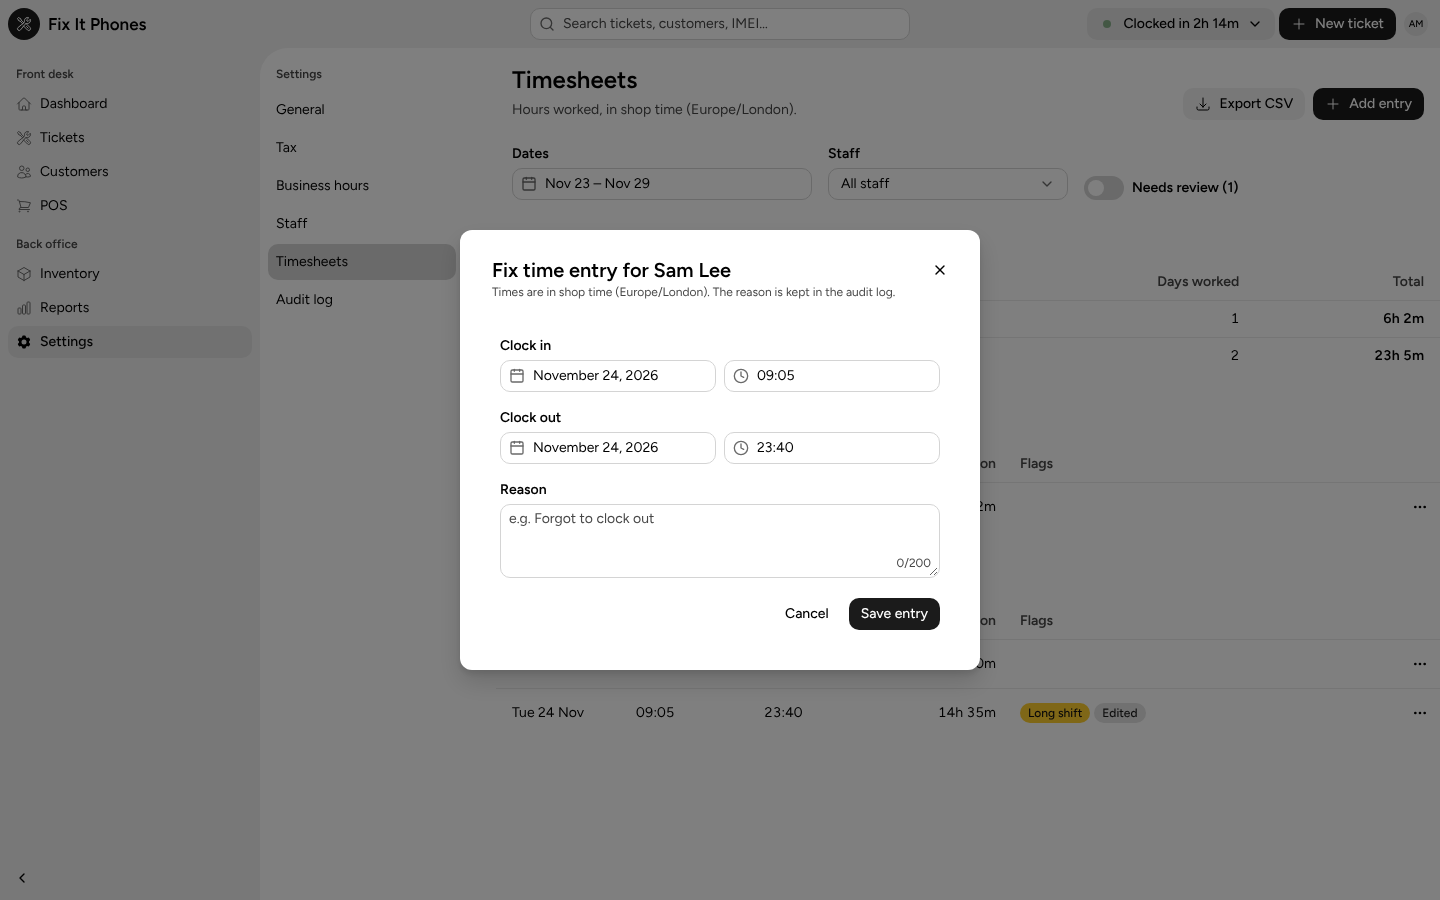 Fix It Phones
Search tickets, customers, IMEI...
Clocked in 2h 14m
New ticket
AM
Front desk
Dashboard
Tickets
Customers
POS
Back office
Inventory
Reports
Settings
Settings
General
Tax
Business hours
Staff
Timesheets
Audit log
Timesheets
Hours worked, in shop time (Europe/London).
Export CSV
Add entry
Dates
Nov 23 – Nov 29
Staff
All staff
Needs review (1)
Days worked Total
1 6h 2m
2 23h 5m
Fix time entry for Sam Lee
Times are in shop time (Europe/London). The reason is kept in the audit log.
Clock in
November 24, 2026 09:05
Clock out
November 24, 2026 23:40
Reason
e.g. Forgot to clock out
0/200
Cancel
Save entry
Flags
Flags
Tue 24 Nov 09:05 23:40 14h 35m Long shift Edited